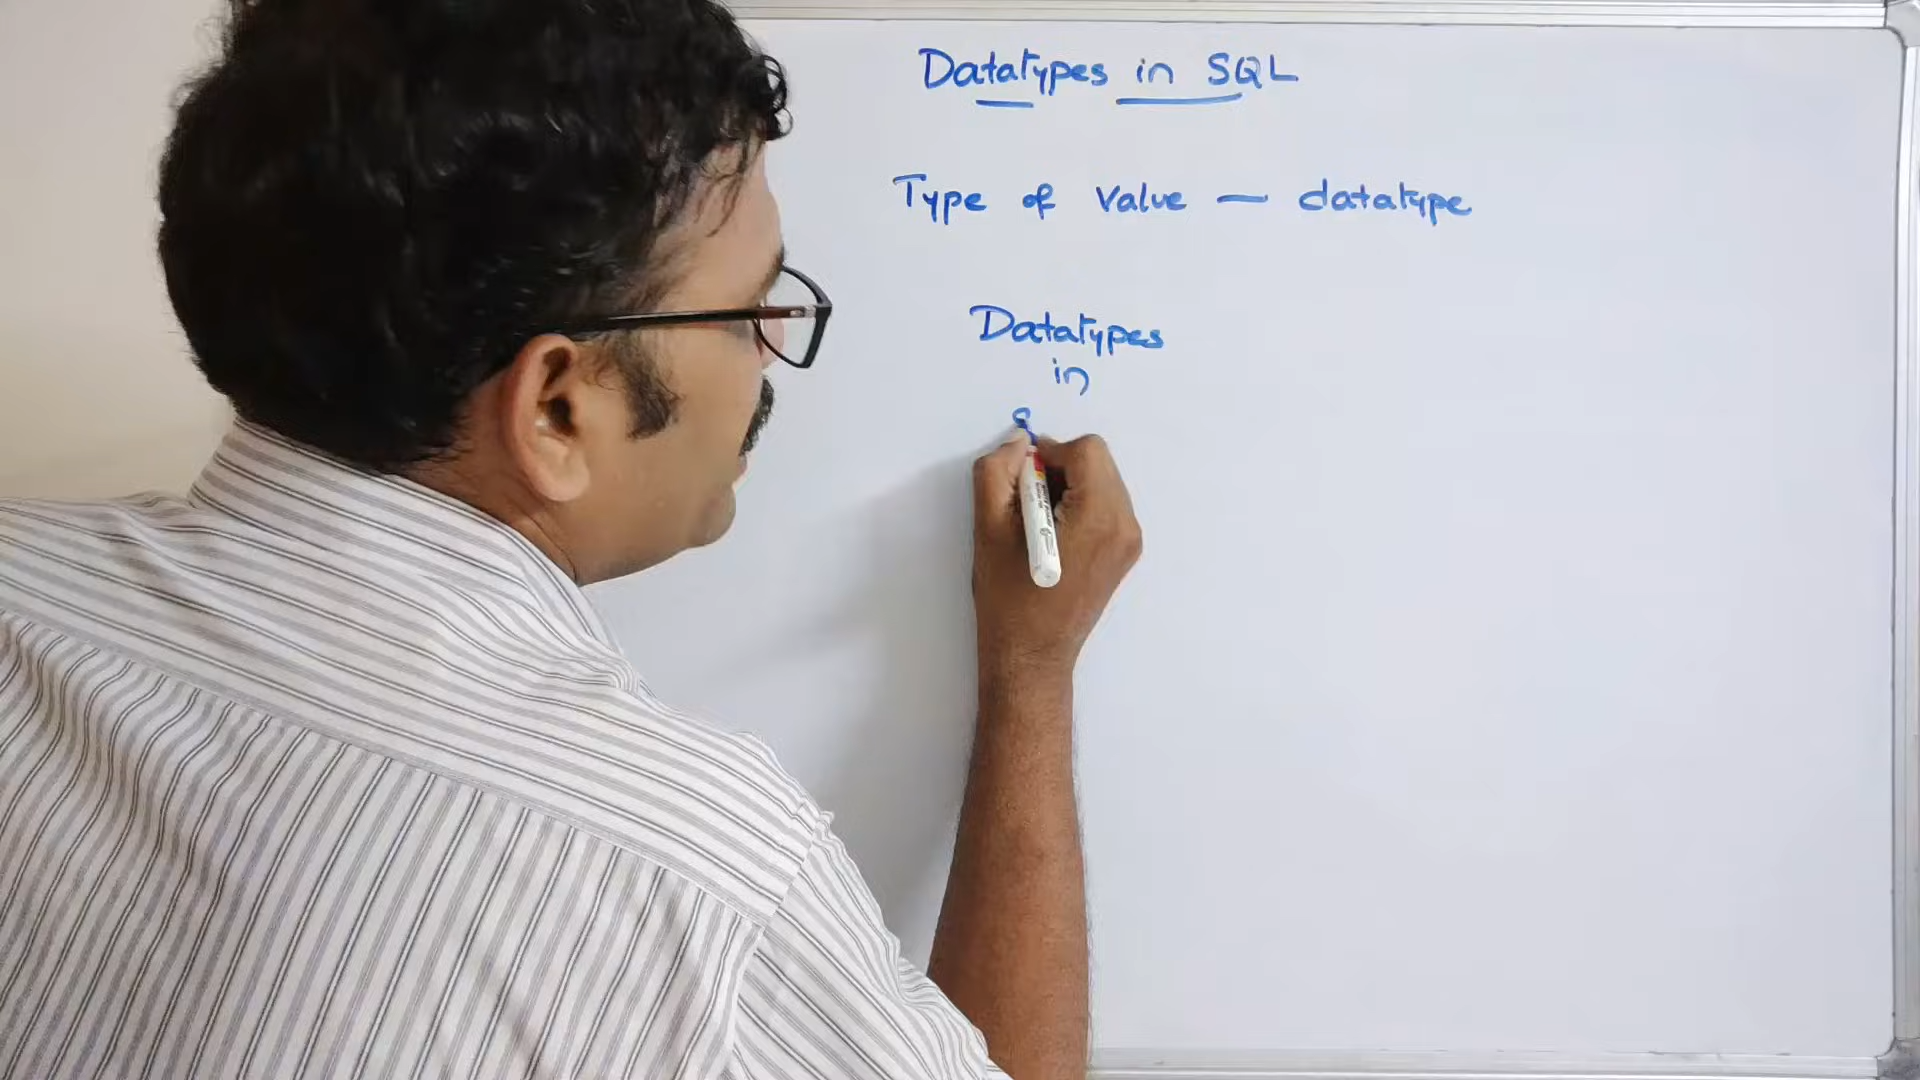 Datatypes in SQL
Type of Value — datatype
Datatypes
in
S